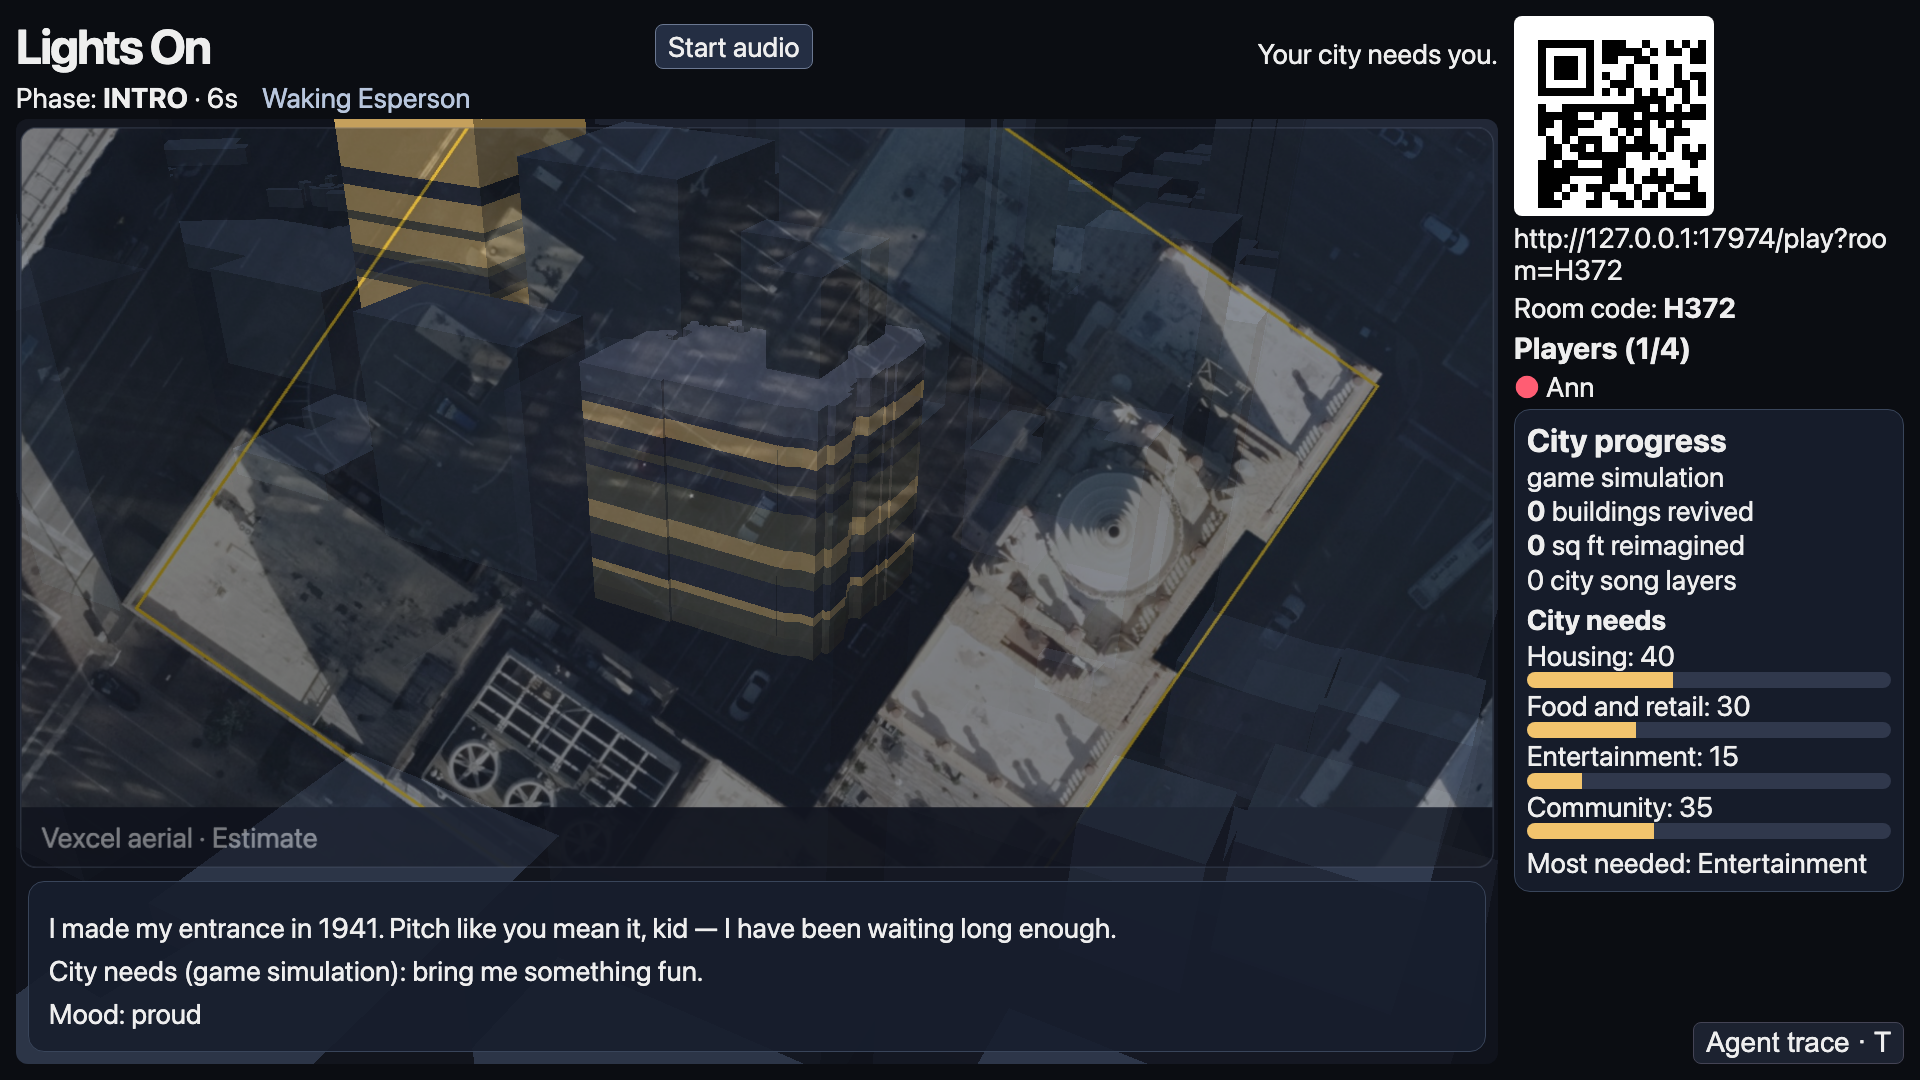 Lights On
Start audio
Your city needs you.
Phase: INTRO · 6s Waking Esperson
http://127.0.0.1:17974/play?roo
m=H372
Room code: H372
Players (1/4)
Ann
City progress
game simulation
0 buildings revived
0 sq ft reimagined
0 city song layers
City needs
Housing: 40
Food and retail: 30
Entertainment: 15
Community: 35
Most needed: Entertainment
Vexcel aerial · Estimate
I made my entrance in 1941. Pitch like you mean it, kid — I have been waiting long enough.
City needs (game simulation): bring me something fun.
Mood: proud
Agent trace · T